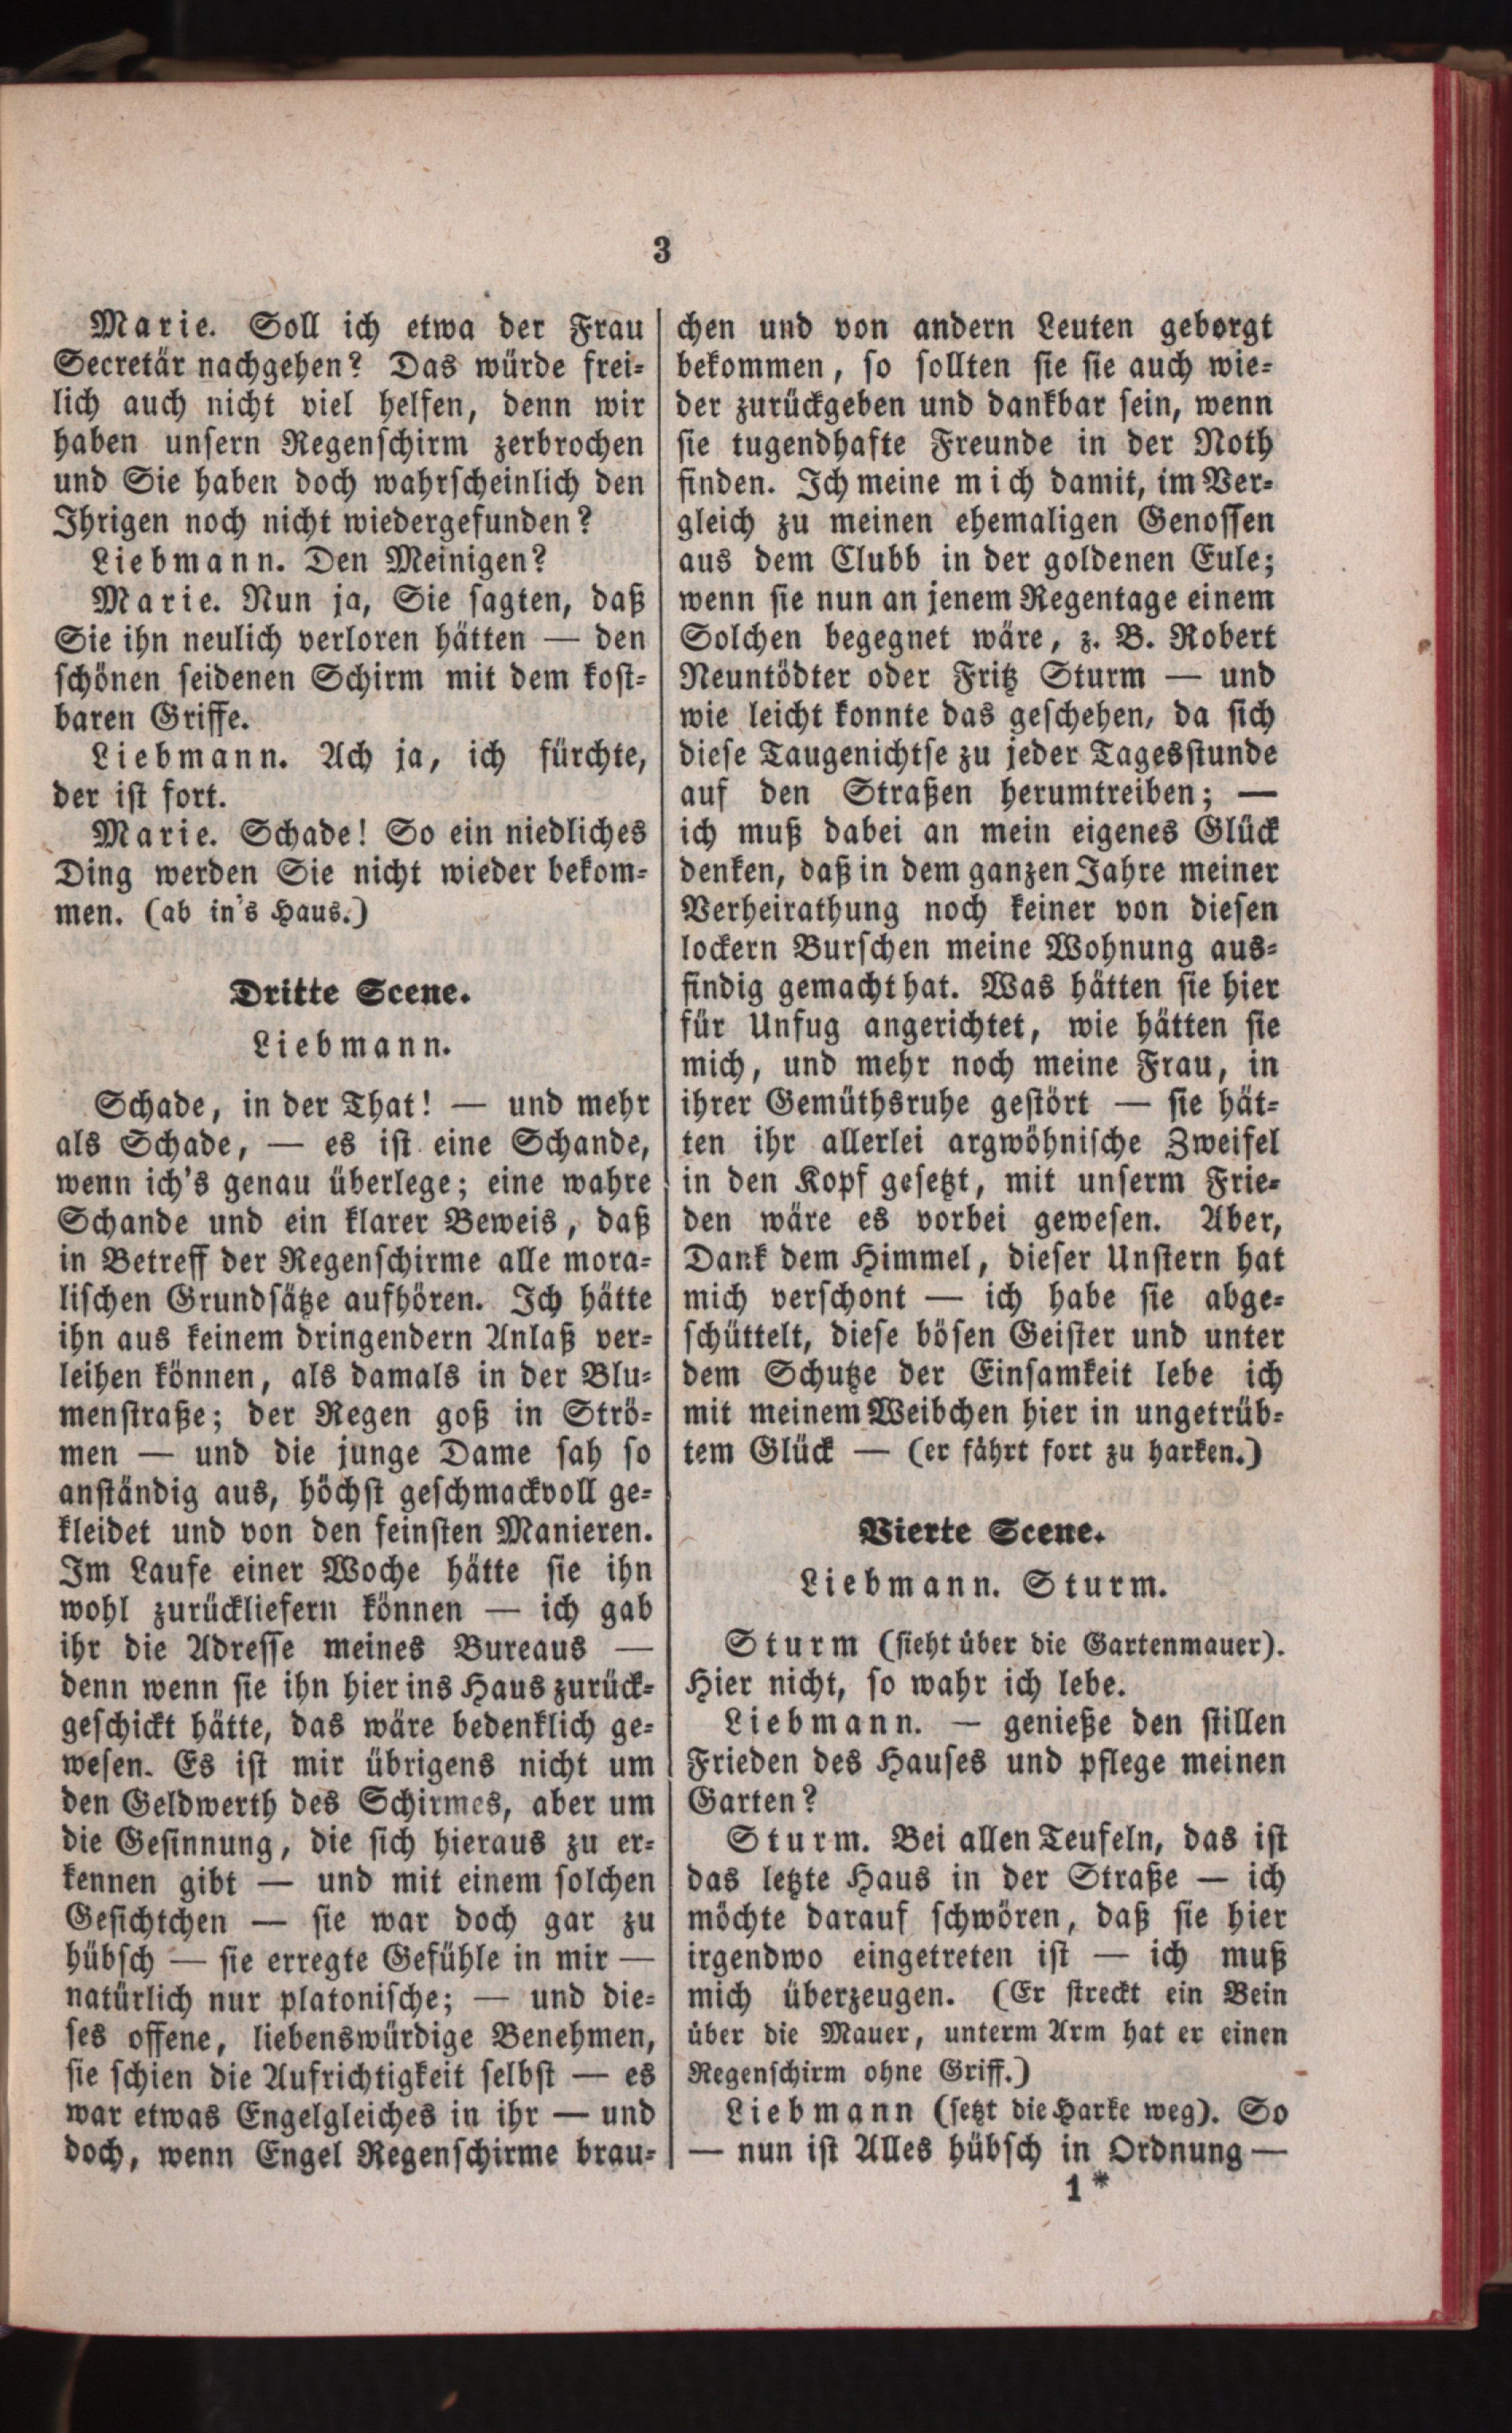 3
Marie. Soll ich etwa der Frau
Secretär nachgehen? Das würde frei-
lich auch nicht viel helfen, denn wir
haben unsern Regenschirm zerbrochen
und Sie haben doch wahrscheinlich den
Ihrigen noch nicht wiedergefunden?
Liebmann. Den Meinigen?
Marie. Nun ja, Sie sagten, daß
Sie ihn neulich verloren hätten — den
schönen seidenen Schirm mit dem kost-
baren Griffe.
Liebmann. Ach ja, ich fürchte,
der ist fort.
Marie. Schade! So ein niedliches
Ding werden Sie nicht wieder bekom-
men. (ab in's Haus.)
Dritte Scene.
Liebmann.
Schade, in der That! — und mehr
als Schade, — es ist eine Schande,
wenn ich's genau überlege; eine wahre
Schande und ein klarer Beweis, daß
in Betreff der Regenschirme alle mora-
lischen Grundsätze aufhören. Ich hätte
ihn aus keinem dringendern Anlaß ver-
leihen können, als damals in der Blu-
menstraße; der Regen goß in Strö-
men — und die junge Dame sah so
anständig aus, höchst geschmackvoll ge-
kleidet und von den feinsten Manieren.
Im Laufe einer Woche hätte sie ihn
wohl zurückliefern können — ich gab
ihr die Adresse meines Bureaus —
denn wenn sie ihn hier ins Haus zurück-
geschickt hätte, das wäre bedenklich ge-
wesen. Es ist mir übrigens nicht um
den Geldwerth des Schirmes, aber um
die Gesinnung, die sich hieraus zu er-
kennen gibt — und mit einem solchen
Gesichtchen — sie war doch gar zu
hübsch — sie erregte Gefühle in mir —
natürlich nur platonische; — und die-
ses offene, liebenswürdige Benehmen,
sie schien die Aufrichtigkeit selbst — es
war etwas Engelgleiches in ihr — und
doch, wenn Engel Regenschirme brau-
chen und von andern Leuten geborgt
bekommen, so sollten sie sie auch wie-
der zurückgeben und dankbar sein, wenn
sie tugendhafte Freunde in der Noth
finden. Ich meine mich damit, im Ver-
gleich zu meinen ehemaligen Genossen
aus dem Clubb in der goldenen Eule;
wenn sie nun an jenem Regentage einem
Solchen begegnet wäre, z. B. Robert
Neuntödter oder Fritz Sturm — und
wie leicht konnte das geschehen, da sich
diese Taugenichtse zu jeder Tagesstunde
auf den Straßen herumtreiben; —
ich muß dabei an mein eigenes Glück
denken, daß in dem ganzen Jahre meiner
Verheirathung noch keiner von diesen
lockern Burschen meine Wohnung aus-
findig gemacht hat. Was hätten sie hier
für Unfug angerichtet, wie hätten sie
mich, und mehr noch meine Frau, in
ihrer Gemüthsruhe gestört — sie hät-
ten ihr allerlei argwöhnische Zweifel
in den Kopf gesetzt, mit unserm Frie-
den wäre es vorbei gewesen. Aber,
Dank dem Himmel, dieser Unstern hat
mich verschont — ich habe sie abge-
schüttelt, diese bösen Geister und unter
dem Schutze der Einsamkeit lebe ich
mit meinem Weibchen hier in ungetrüb-
tem Glück — (er fährt fort zu harken.)
Vierte Scene.
Liebmann. Sturm.
Sturm (sieht über die Gartenmauer).
Hier nicht, so wahr ich lebe.
Liebmann. — genieße den stillen
Frieden des Hauses und pflege meinen
Garten?
Sturm. Bei allen Teufeln, das ist
das letzte Haus in der Straße — ich
möchte darauf schwören, daß sie hier
irgendwo eingetreten ist — ich muß
mich überzeugen. (Er streckt ein Bein
über die Mauer, unterm Arm hat er einen
Regenschirm ohne Griff.)
Liebmann (setzt die Harke weg). So
— nun ist Alles hübsch in Ordnung —
1*